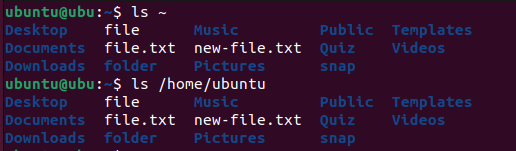 ubuntu@ubu:~$ ls ~
Desktop file Music Public Templates
Documents file.txt new-file.txt Quiz Videos
Downloads folder Pictures snap
ubuntu@ubu:~$ ls /home/ubuntu
Desktop file Music Public Templates
Documents file.txt new-file.txt Quiz Videos
Downloads folder Pictures snap